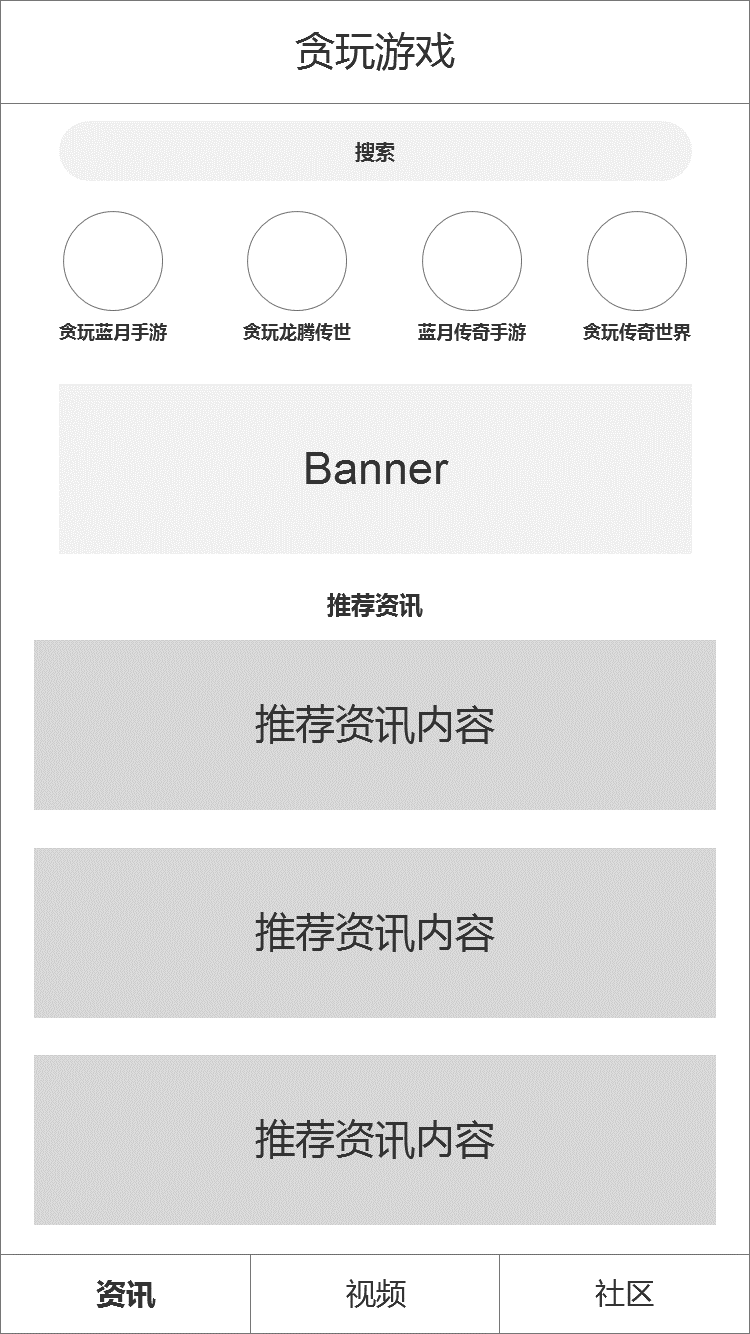 贪玩游戏
搜索
贪玩蓝月手游 贪玩龙腾传世 蓝月传奇手游 贪玩传奇世界
Banner
推荐资讯
推荐资讯内容
推荐资讯内容
推荐资讯内容
资讯 视频 社区